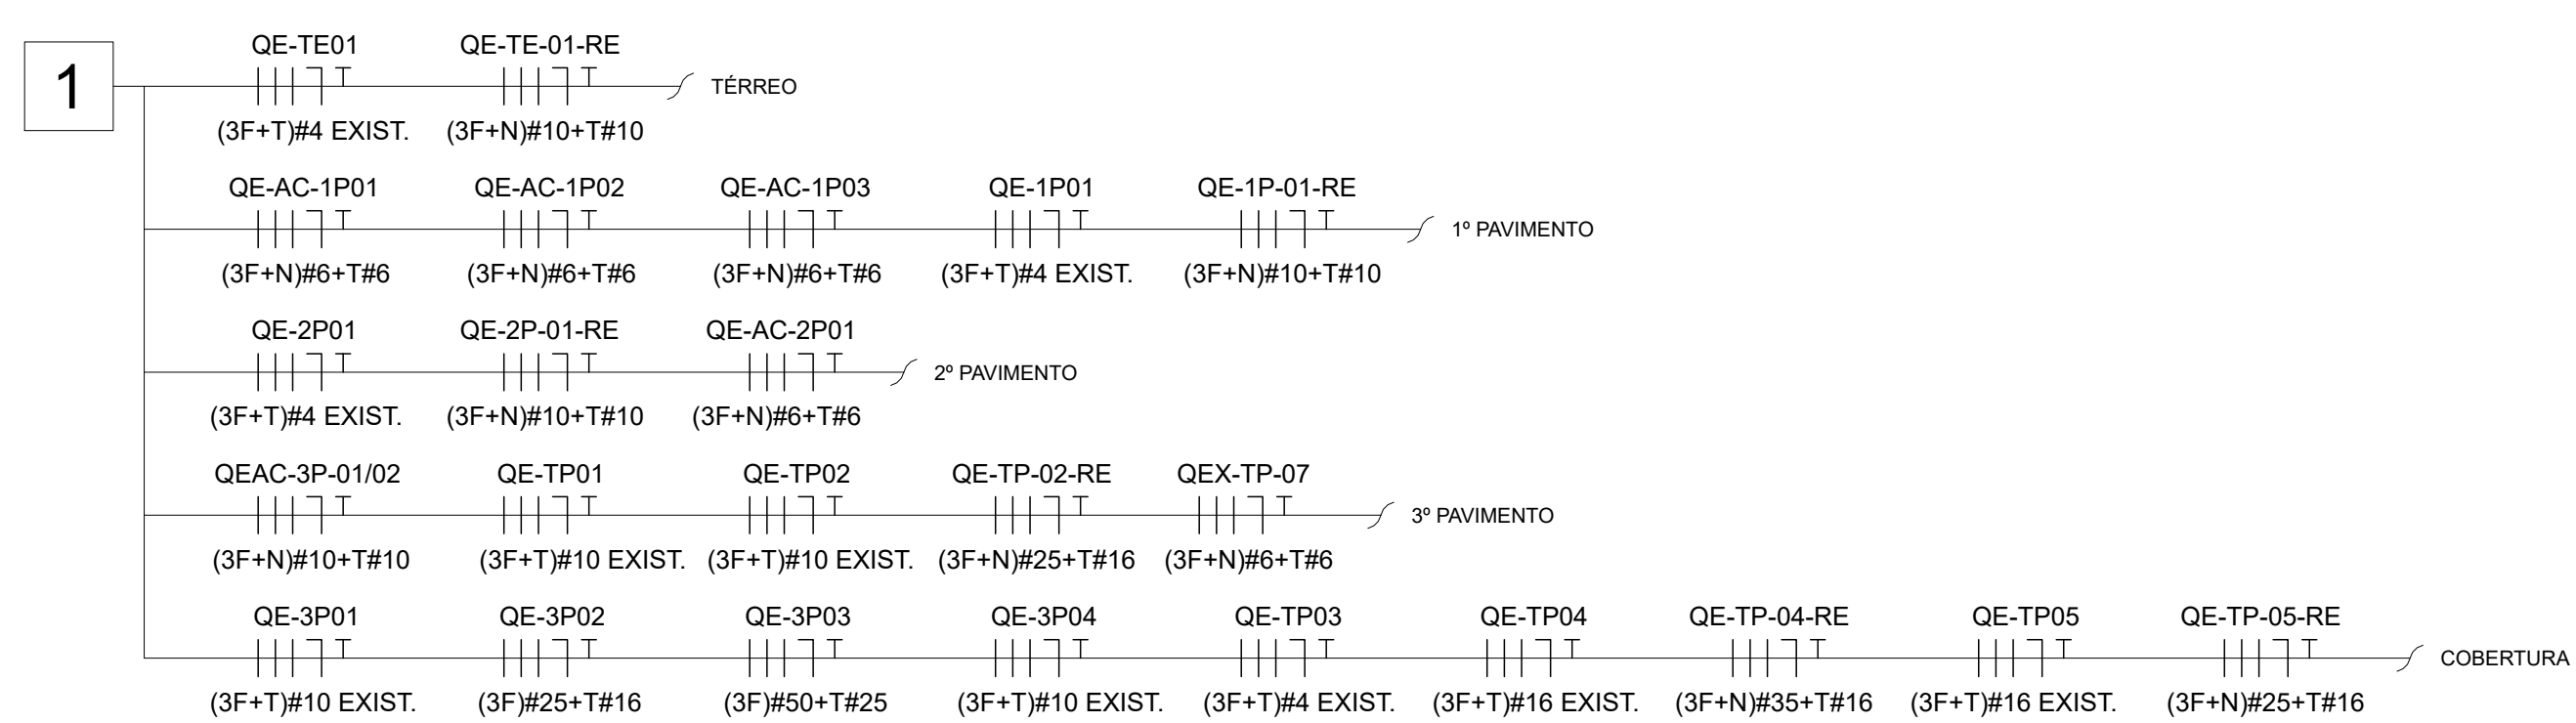 1
QE-TE01 QE-TE-01-RE
TÉRREO
(3F+T)#4 EXIST. (3F+N)#10+T#10
QE-AC-1P01 QE-AC-1P02 QE-AC-1P03 QE-1P01 QE-1P-01-RE
1º PAVIMENTO
(3F+N)#6+T#6 (3F+N)#6+T#6 (3F+N)#6+T#6 (3F+T)#4 EXIST. (3F+N)#10+T#10
QE-2P01 QE-2P-01-RE QE-AC-2P01
2º PAVIMENTO
(3F+T)#4 EXIST. (3F+N)#10+T#10 (3F+N)#6+T#6
QEAC-3P-01/02 QE-TP01 QE-TP02 QE-TP-02-RE QEX-TP-07
3º PAVIMENTO
(3F+N)#10+T#10 (3F+T)#10 EXIST. (3F+T)#10 EXIST. (3F+N)#25+T#16 (3F+N)#6+T#6
QE-3P01 QE-3P02 QE-3P03 QE-3P04 QE-TP03 QE-TP04 QE-TP-04-RE QE-TP05 QE-TP-05-RE
COBERTURA
(3F+T)#10 EXIST. (3F)#25+T#16 (3F)#50+T#25 (3F+T)#10 EXIST. (3F+T)#4 EXIST. (3F+T)#16 EXIST. (3F+N)#35+T#16 (3F+T)#16 EXIST. (3F+N)#25+T#16